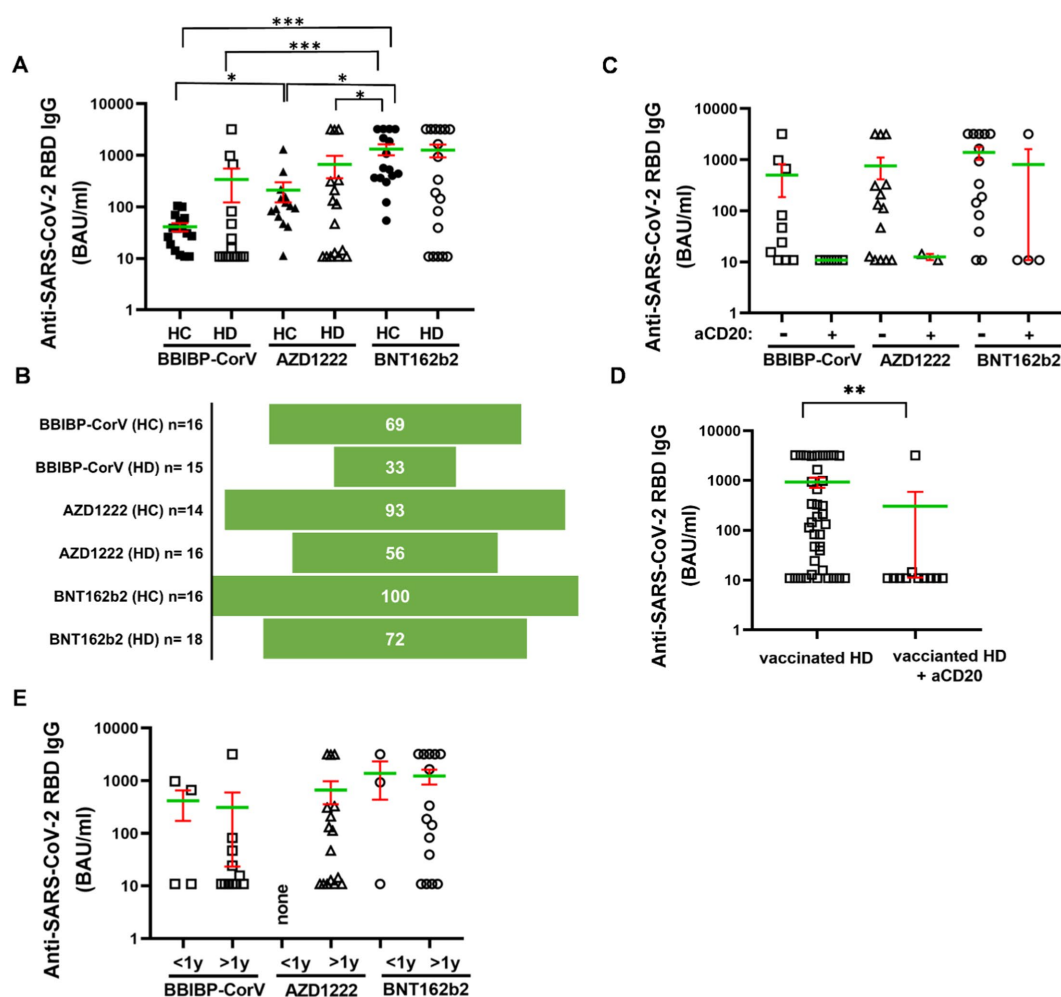 A
***
***
*
*
*
Anti-SARS-CoV-2 RBD IgG
(BAU/ml)
10000
1000
100
10
1
HC
HD
HC
HD
HC
HD
BBIBP-CorV
AZD1222
BNT162b2
B
BBIBP-CorV (HC) n=16
69
BBIBP-CorV (HD) n= 15
33
AZD1222 (HC) n=14
93
AZD1222 (HD) n= 16
56
BNT162b2 (HC) n=16
100
BNT162b2 (HD) n= 18
72
C
Anti-SARS-CoV-2 RBD IgG
(BAU/ml)
10000
1000
100
10
1
aCD20:
-
+
-
+
-
+
BBIBP-CorV
AZD1222
BNT162b2
D
**
Anti-SARS-CoV-2 RBD IgG
(BAU/ml)
10000
1000
100
10
1
vaccinated HD
vaccianted HD
+ aCD20
E
Anti-SARS-CoV-2 RBD IgG
(BAU/ml)
10000
1000
100
10
1
none
<1y
>1y
<1y
>1y
<1y
>1y
BBIBP-CorV
AZD1222
BNT162b2